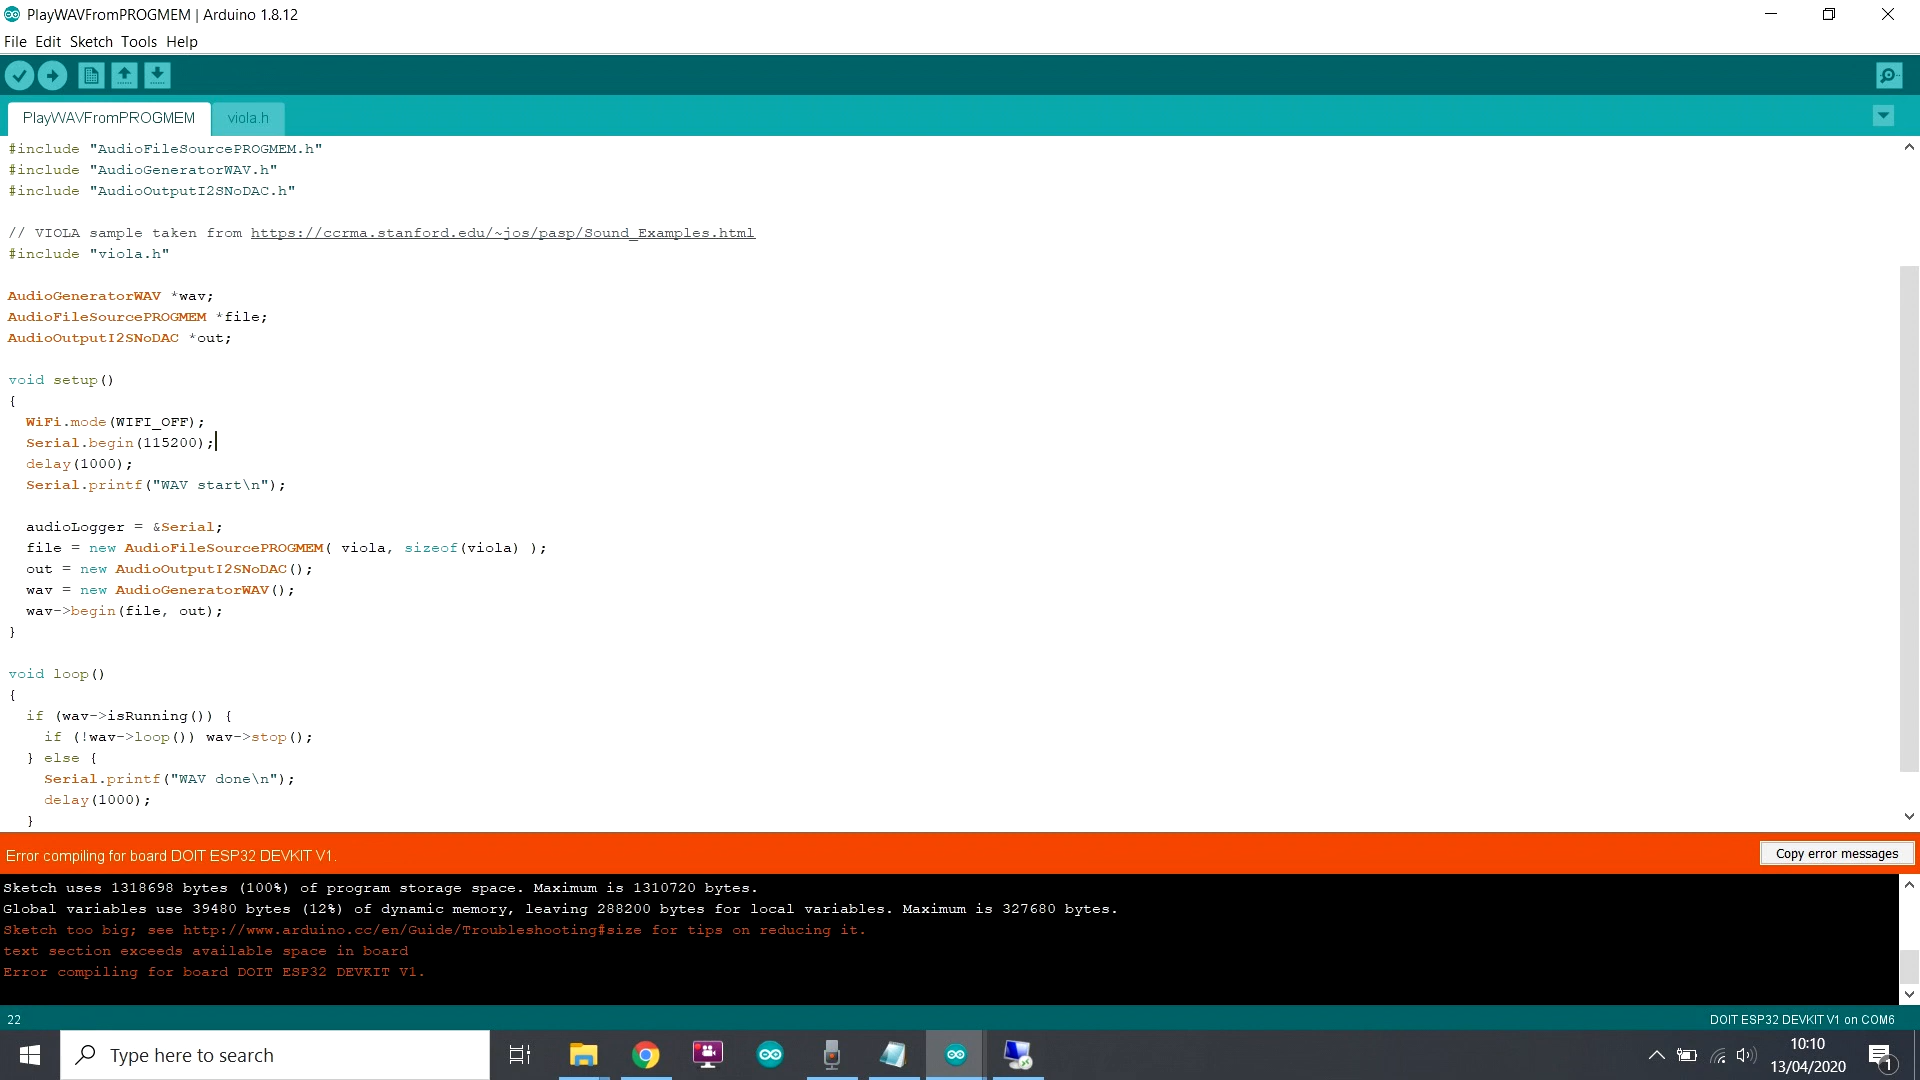 PlayWAVFromPROGMEM | Arduino 1.8.12
File Edit Sketch Tools Help
PlayWAVFromPROGMEM viola.h
#include "AudioFileSourcePROGMEM.h"
#include "AudioGeneratorWAV.h"
#include "AudioOutputI2SNoDAC.h"
// VIOLA sample taken from https://ccrma.stanford.edu/~jos/pasp/Sound_Examples.html
#include "viola.h"
AudioGeneratorWAV *wav;
AudioFileSourcePROGMEM *file;
AudioOutputI2SNoDAC *out;
void setup()
{
WiFi.mode(WIFI_OFF);
Serial.begin(115200);
delay(1000);
Serial.printf("WAV start\n");
audioLogger = &Serial;
file = new AudioFileSourcePROGMEM( viola, sizeof(viola) );
out = new AudioOutputI2SNoDAC();
wav = new AudioGeneratorWAV();
wav->begin(file, out);
}
void loop()
{
if (wav->isRunning()) {
if (!wav->loop()) wav->stop();
} else {
Serial.printf("WAV done\n");
delay(1000);
}
Error compiling for board DOIT ESP32 DEVKIT V1.
Copy error messages
Sketch uses 1318698 bytes (100%) of program storage space. Maximum is 1310720 bytes.
Global variables use 39480 bytes (12%) of dynamic memory, leaving 288200 bytes for local variables. Maximum is 327680 bytes.
Sketch too big; see http://www.arduino.cc/en/Guide/Troubleshooting#size for tips on reducing it.
text section exceeds available space in board
Error compiling for board DOIT ESP32 DEVKIT V1.
22
DOIT ESP32 DEVKIT V1 on COM6
Type here to search
10:10
13/04/2020
1